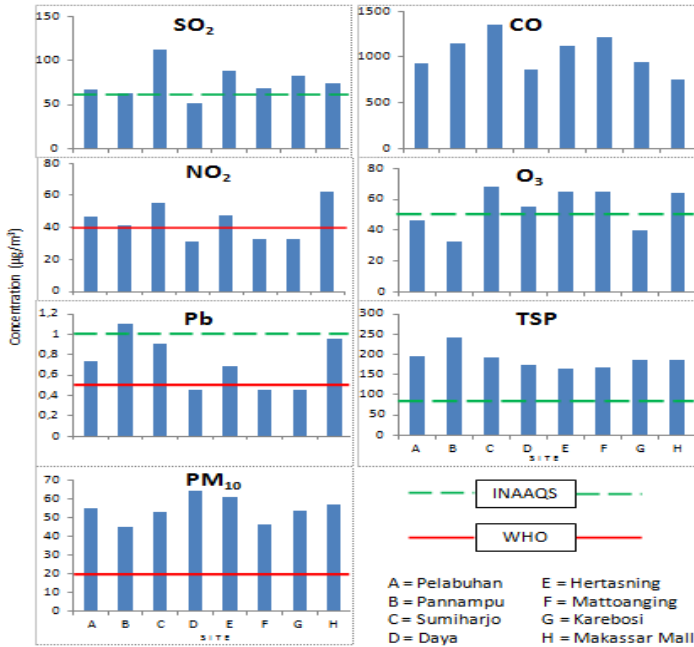 SO2
150
100
50
0
CO
1500
1000
500
0
NO2
80
60
40
20
0
O3
80
60
40
20
0
Concentration (µg/m³)
Pb
1,2
1
0,8
0,6
0,4
0,2
0
TSP
300
250
200
150
100
50
0
A B C D E F G H
SITE
PM10
70
60
50
40
30
20
10
0
A B C D E F G H
SITE
INAAQS
WHO
A = Pelabuhan
B = Pannampu
C = Sumiharjo
D = Daya
E = Hertasning
F = Mattoanging
G = Karebosi
H = Makassar Mall